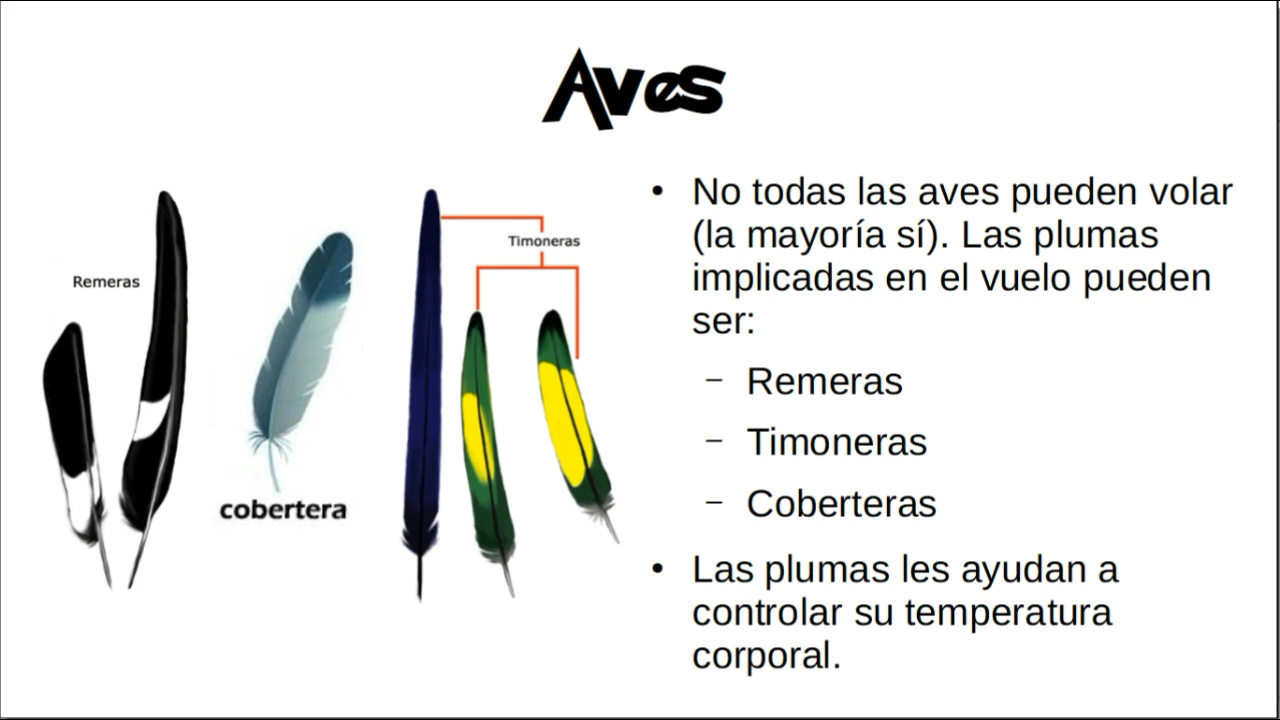 Aves
Remeras
cobertera
Timoneras
• No todas las aves pueden volar
(la mayoría sí). Las plumas
implicadas en el vuelo pueden
ser:
– Remeras
– Timoneras
– Coberteras
• Las plumas les ayudan a
controlar su temperatura
corporal.